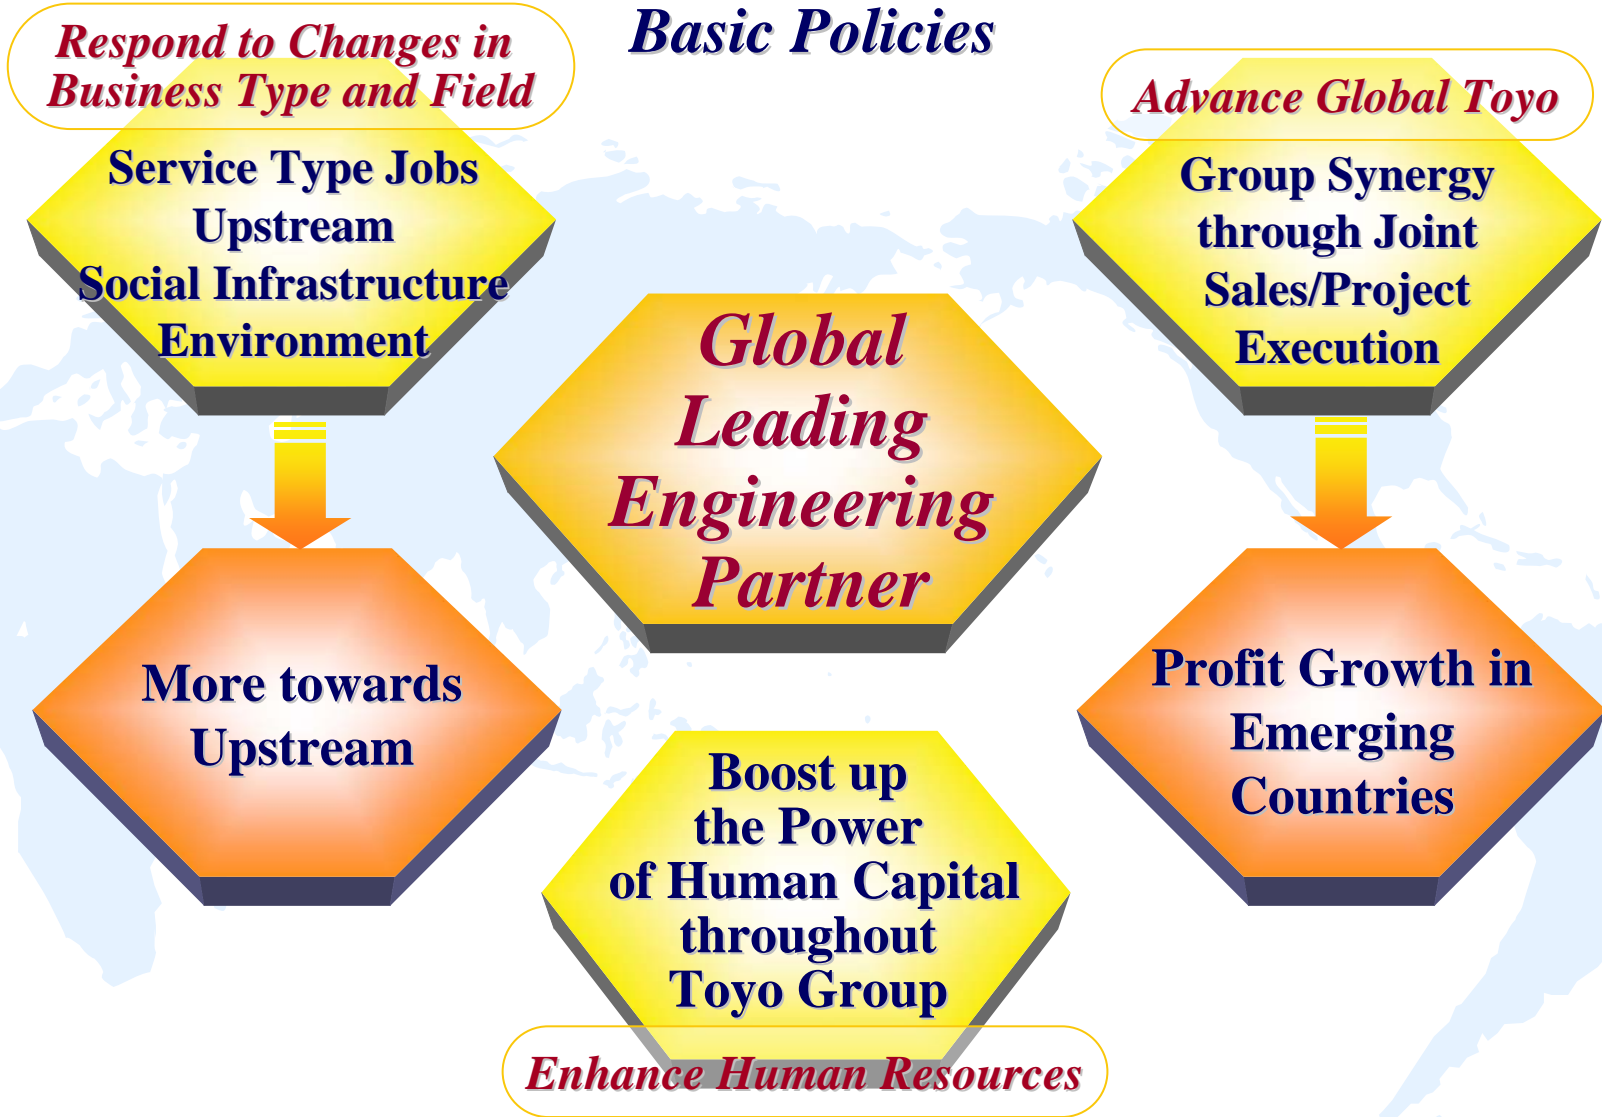 Basic Policies
Respond to Changes in
Business Type and Field
Service Type Jobs
Upstream
Social Infrastructure
Environment
More towards
Upstream
Global
Leading
Engineering
Partner
Advance Global Toyo
Group Synergy
through Joint
Sales/Project
Execution
Profit Growth in
Emerging
Countries
Boost up
the Power
of Human Capital
throughout
Toyo Group
Enhance Human Resources